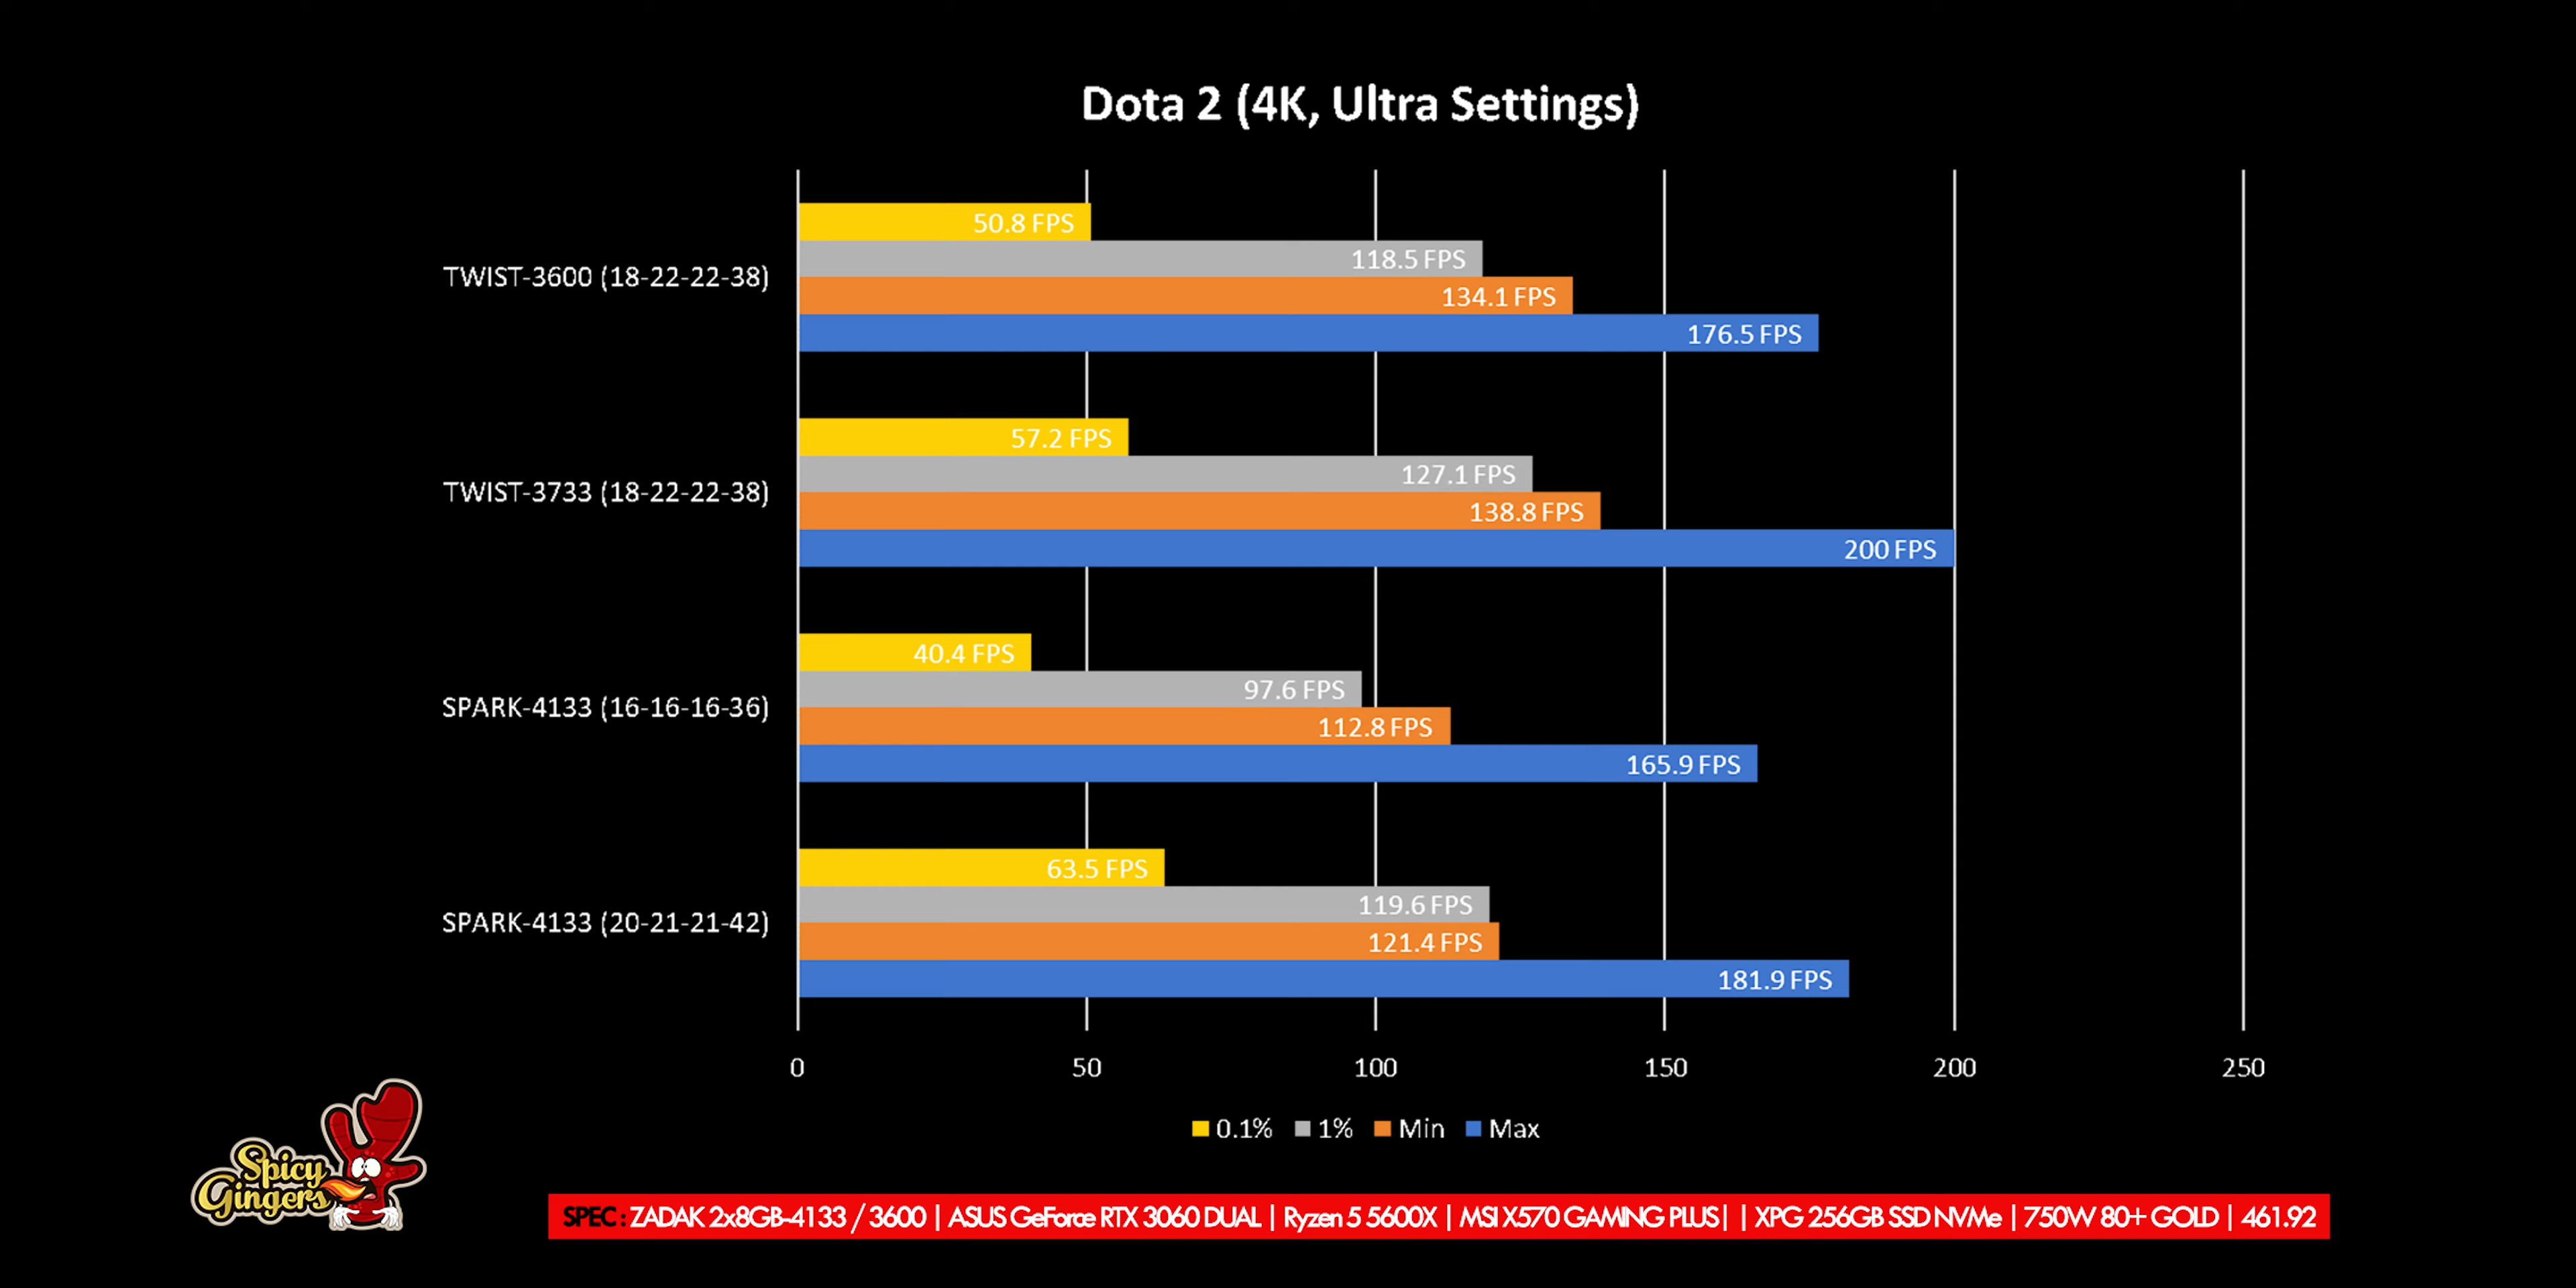 Dota 2 (4K, Ultra Settings)
TWIST-3600 (18-22-22-38)
50.8 FPS
118.5 FPS
134.1 FPS
176.5 FPS
TWIST-3733 (18-22-22-38)
57.2 FPS
127.1 FPS
138.8 FPS
200 FPS
SPARK-4133 (16-16-16-36)
40.4 FPS
97.6 FPS
112.8 FPS
165.9 FPS
SPARK-4133 (20-21-21-42)
63.5 FPS
119.6 FPS
121.4 FPS
181.9 FPS
0 50 100 150 200 250
0.1% 1% Min Max
Spicy
Gingers
SPEC : ZADAK 2x8GB-4133 / 3600 | ASUS GeForce RTX 3060 DUAL | Ryzen 5 5600X | MSI X570 GAMING PLUS | | XPG 256GB SSD NVMe | 750W 80+ GOLD | 461.92